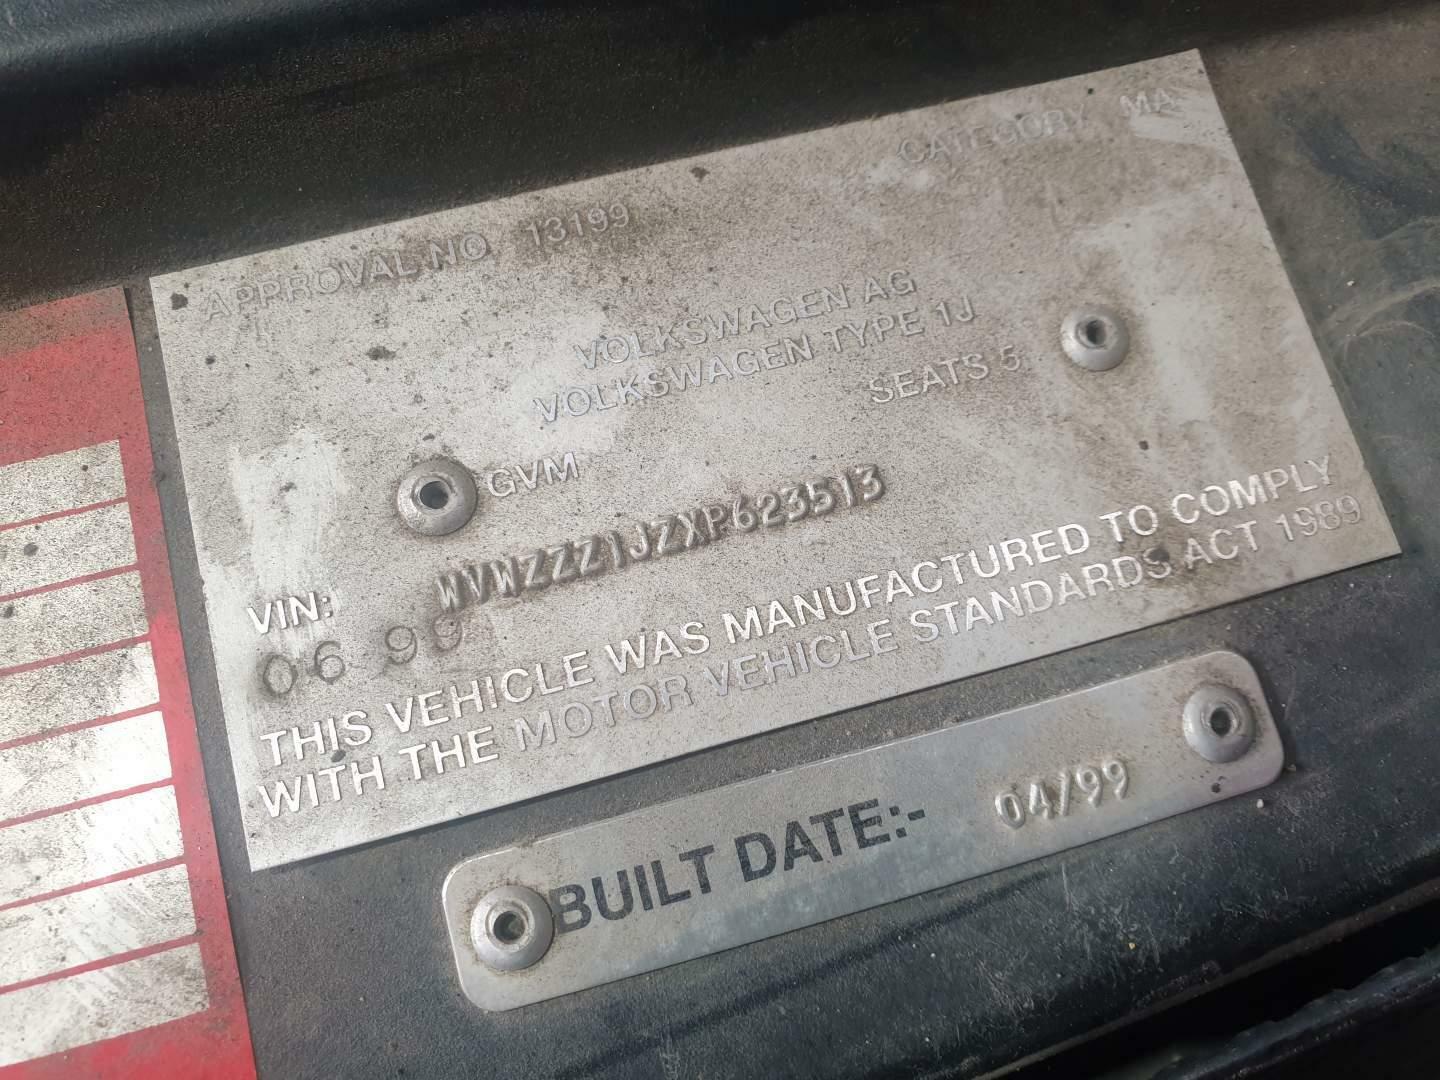 APPROVAL NO 13199 CATEGORY MA
VOLKSWAGEN AG
VOLKSWAGEN TYPE 1J
SEATS 5
GVM
VIN: WVWZZZ1JZXP623513
06 99
THIS VEHICLE WAS MANUFACTURED TO COMPLY
WITH THE MOTOR VEHICLE STANDARDS ACT 1989
BUILT DATE:- 04/99